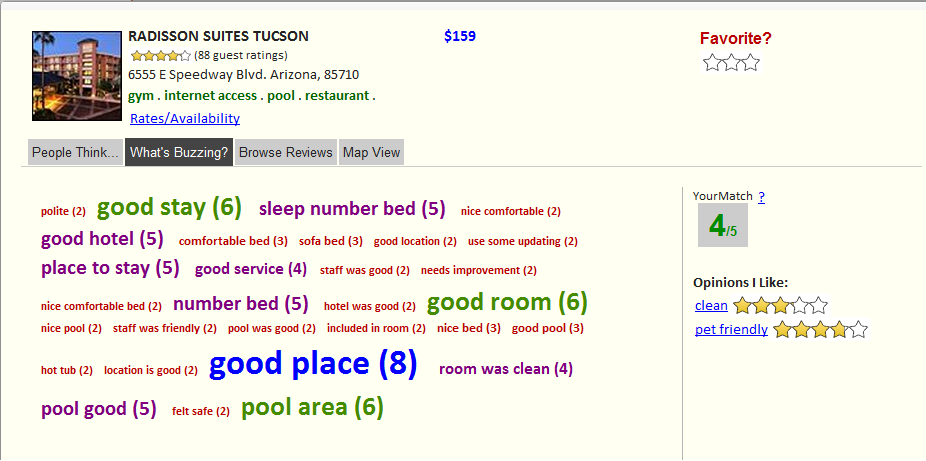 RADISSON SUITES TUCSON $159 Favorite?
(88 guest ratings)
6555 E Speedway Blvd. Arizona, 85710
gym . internet access . pool . restaurant .
Rates/Availability
People Think... What's Buzzing? Browse Reviews Map View
polite (2) good stay (6) sleep number bed (5) nice comfortable (2)
good hotel (5) comfortable bed (3) sofa bed (3) good location (2) use some updating (2)
place to stay (5) good service (4) staff was good (2) needs improvement (2)
nice comfortable bed (2) number bed (5) hotel was good (2) good room (6)
nice pool (2) staff was friendly (2) pool was good (2) included in room (2) nice bed (3) good pool (3)
hot tub (2) location is good (2) good place (8) room was clean (4)
pool good (5) felt safe (2) pool area (6)
YourMatch ?
4/5
Opinions I Like:
clean
pet friendly